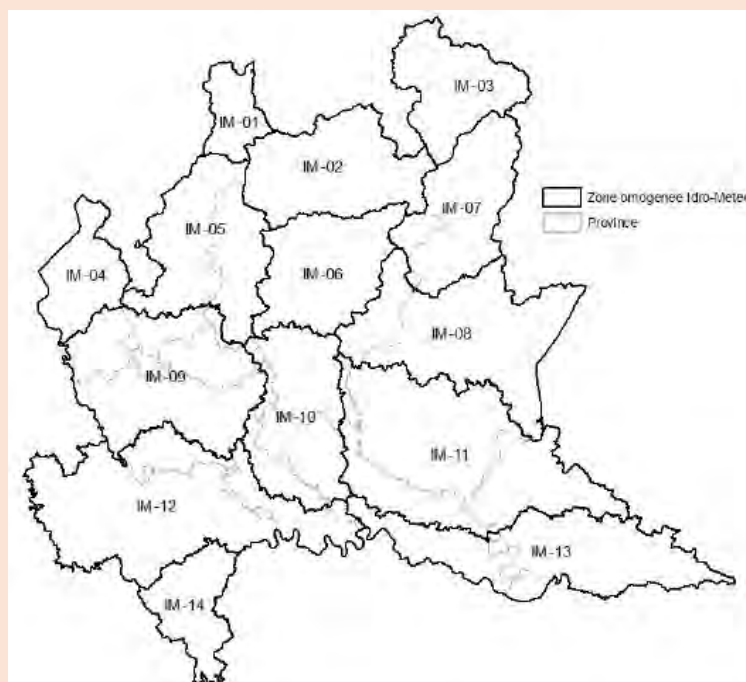 IM-03
IM-01
IM-02
Zone omogenee Idro-Meteo
IM-07
Province
IM-05
IM-04
IM-06
IM-08
IM-09
IM-10
IM-11
IM-12
IM-13
IM-14